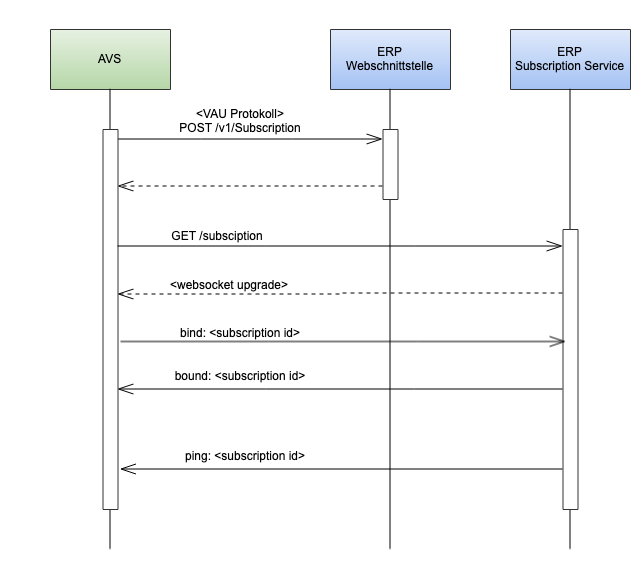 AVS
ERP
Webschnittstelle
ERP
Subscription Service
<VAU Protokoll>
POST /v1/Subscription
GET /subsciption
<websocket upgrade>
bind: <subscription id>
bound: <subscription id>
ping: <subscription id>